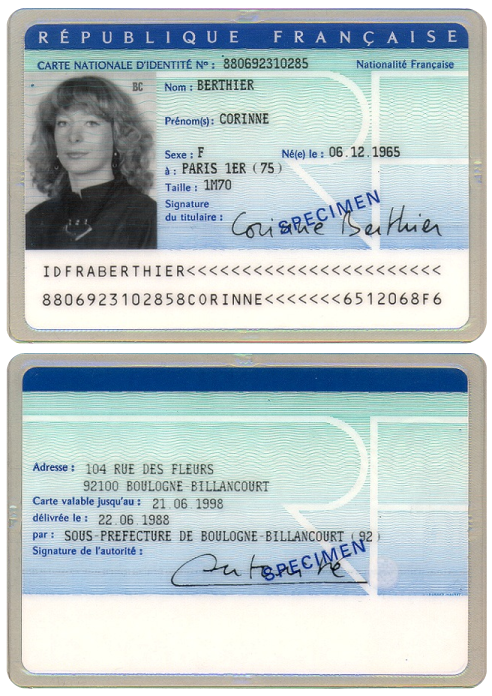 RÉPUBLIQUE FRANÇAISE
CARTE NATIONALE D'IDENTITÉ Nº : 880692310285 Nationalité Française
BC
Nom : BERTHIER
Prénom(s) : CORINNE
Sexe : F Né(e) le : 06.12.1965
à : PARIS 1ER (75)
Taille : 1M70
Signature
du titulaire : Corinne Berthier
SPECIMEN
IDFRABERTHIER<<<<<<<<<<<<<<<<<<<<<<<
8806923102858CORINNE<<<<<<<6512068F6
Adresse : 104 RUE DES FLEURS
92100 BOULOGNE-BILLANCOURT
Carte valable jusqu'au : 21.06.1998
délivrée le : 22.06.1988
par : SOUS-PREFECTURE DE BOULOGNE-BILLANCOURT (92)
Signature de l'autorité :
SPECIMEN